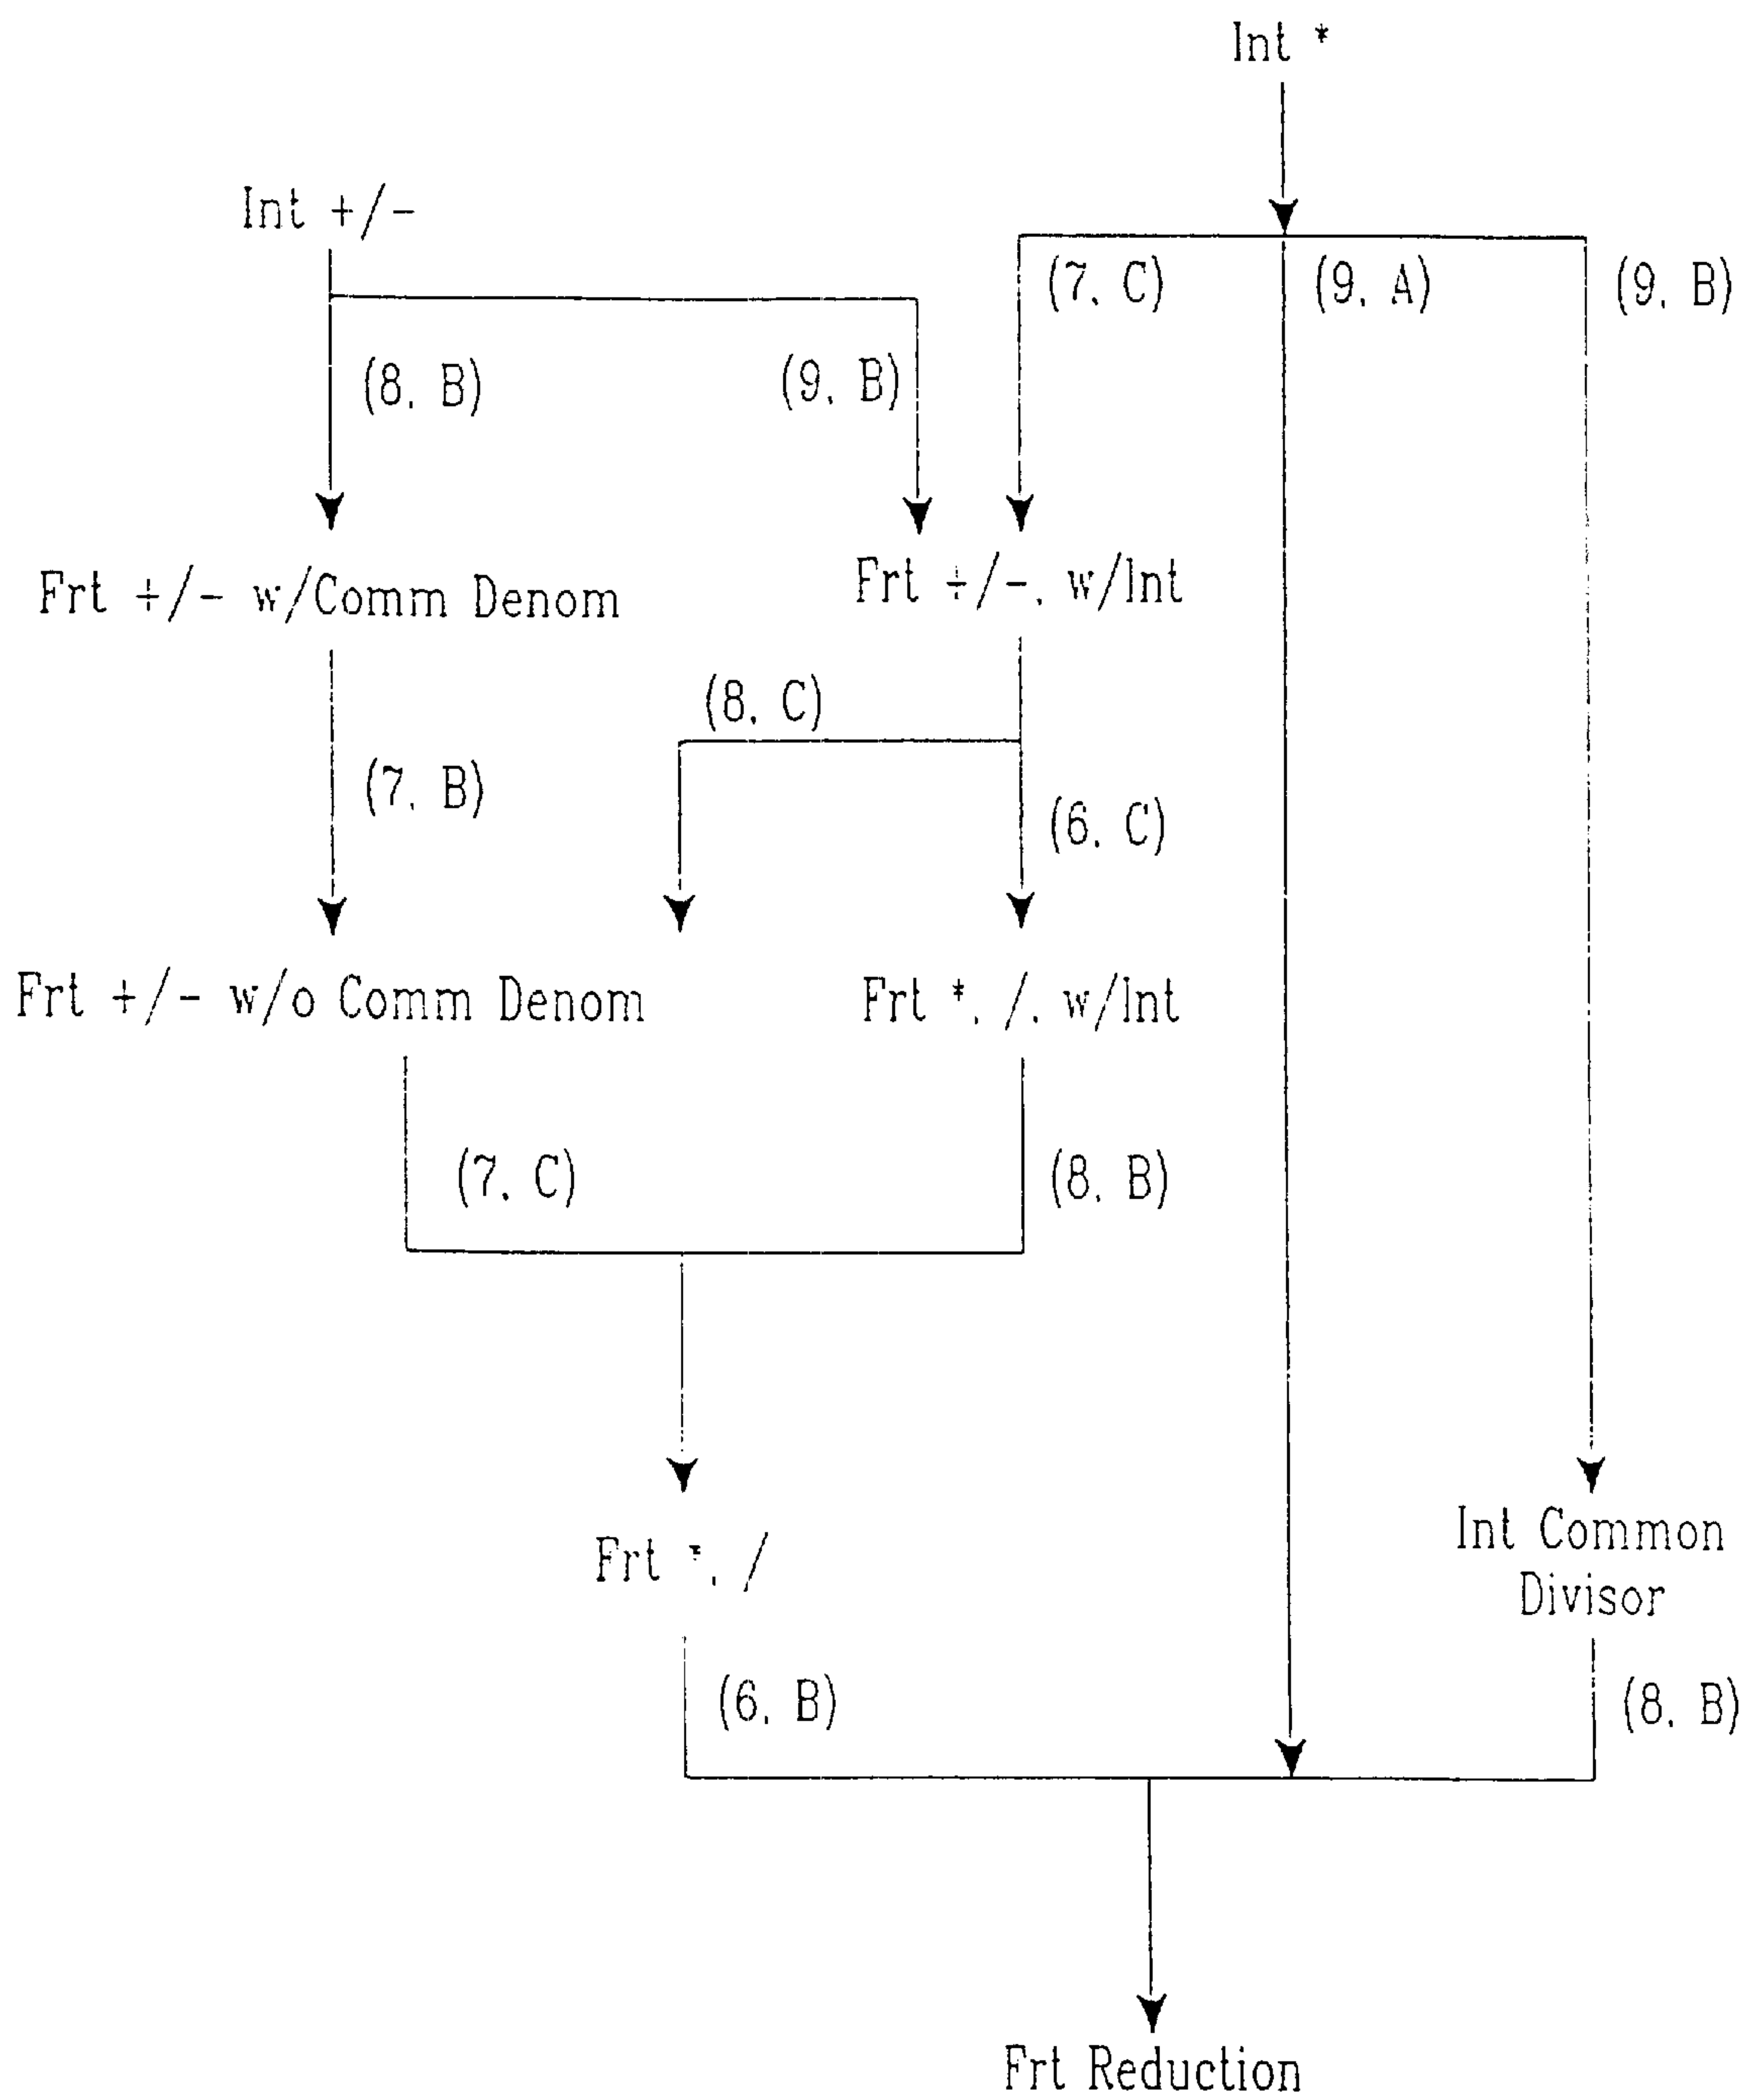 Int *
Int +/-
(7, C)
(9, A)
(9, B)
(8, B)
(9, B)
Frt +/- w/Comm Denom
Frt +/-, w/Int
(8, C)
(7, B)
(6, C)
Frt +/- w/o Comm Denom
Frt *, /, w/Int
(7, C)
(8, B)
Frt *, /
Int Common
Divisor
(6, B)
(8, B)
Frt Reduction